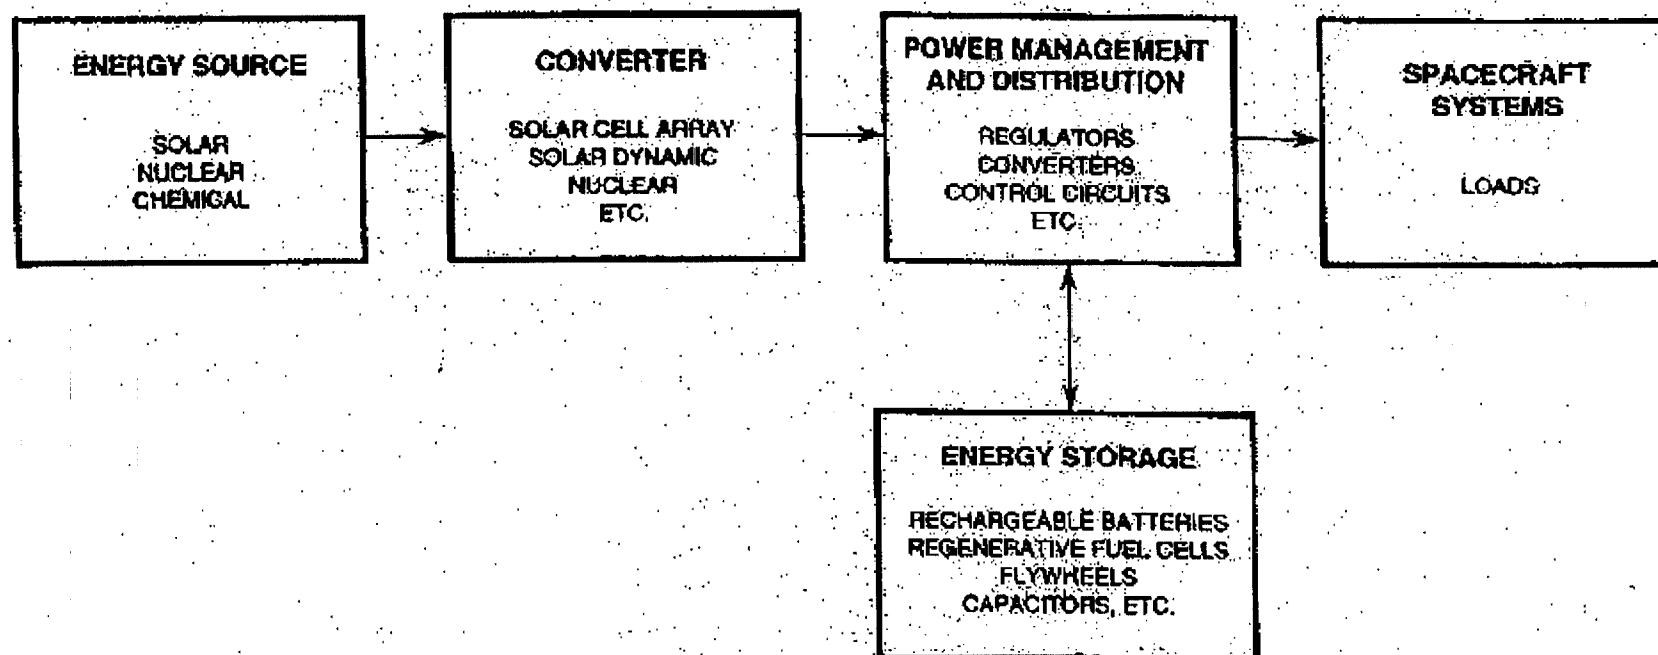 ENERGY SOURCE
SOLAR
NUCLEAR
CHEMICAL
CONVERTER
SOLAR CELL ARRAY
SOLAR DYNAMIC
NUCLEAR
ETC.
POWER MANAGEMENT
AND DISTRIBUTION
REGULATORS
CONVERTERS
CONTROL CIRCUITS
ETC.
SPACECRAFT
SYSTEMS
LOADS
ENERGY STORAGE
RECHARGEABLE BATTERIES
REGENERATIVE FUEL CELLS
FLYWHEELS
CAPACITORS, ETC.